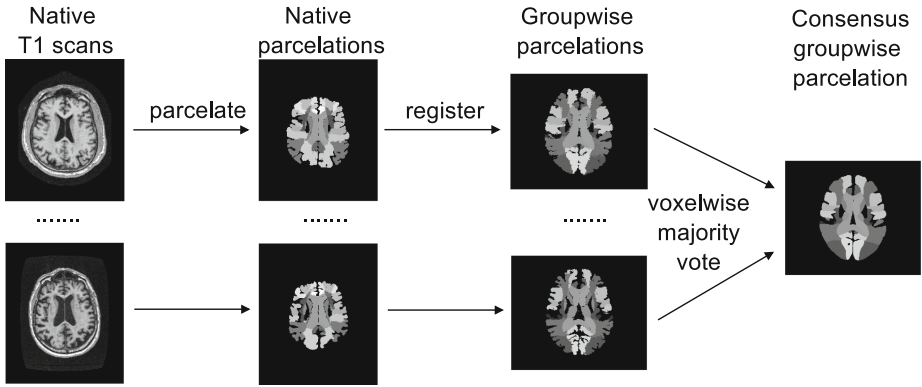 Native
T1 scans
Native
parcelations
Groupwise
parcelations
Consensus
groupwise
parcelation
parcelate
register
........
........
........
voxelwise
majority
vote